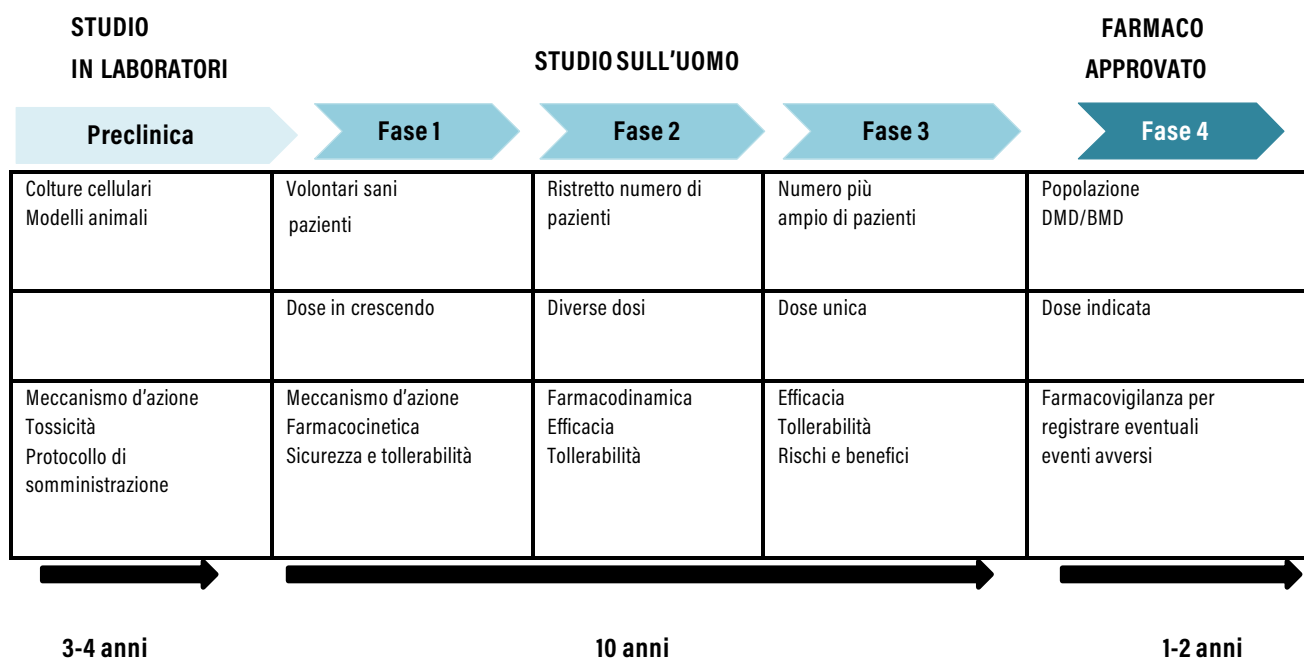 STUDIO
IN LABORATORI
STUDIO SULL'UOMO
FARMACO
APPROVATO
Preclinica
Fase 1
Fase 2
Fase 3
Fase 4
Colture cellulari
Modelli animali
Volontari sani
pazienti
Ristretto numero di
pazienti
Numero più
ampio di pazienti
Popolazione
DMD/BMD
Dose in crescendo
Diverse dosi
Dose unica
Dose indicata
Meccanismo d'azione
Tossicità
Protocollo di
somministrazione
Meccanismo d'azione
Farmacocinetica
Sicurezza e tollerabilità
Farmacodinamica
Efficacia
Tollerabilità
Efficacia
Tollerabilità
Rischi e benefici
Farmacovigilanza per
registrare eventuali
eventi avversi
3-4 anni
10 anni
1-2 anni